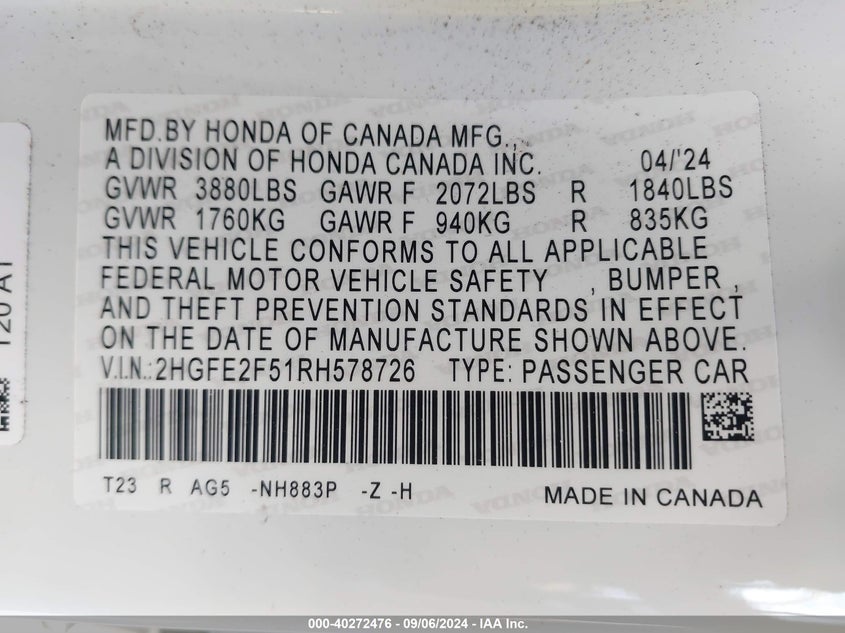 MFD.BY HONDA OF CANADA MFG.,
A DIVISION OF HONDA CANADA INC. 04/'24
GVWR 3880LBS GAWR F 2072LBS R 1840LBS
GVWR 1760KG GAWR F 940KG R 835KG
THIS VEHICLE CONFORMS TO ALL APPLICABLE
FEDERAL MOTOR VEHICLE SAFETY , BUMPER ,
AND THEFT PREVENTION STANDARDS IN EFFECT
ON THE DATE OF MANUFACTURE SHOWN ABOVE.
V.I.N.:2HGFE2F51RH578726 TYPE: PASSENGER CAR
T23 R AG5 -NH883P -Z -H MADE IN CANADA
000-40272476 - 09/06/2024 - IAA Inc.